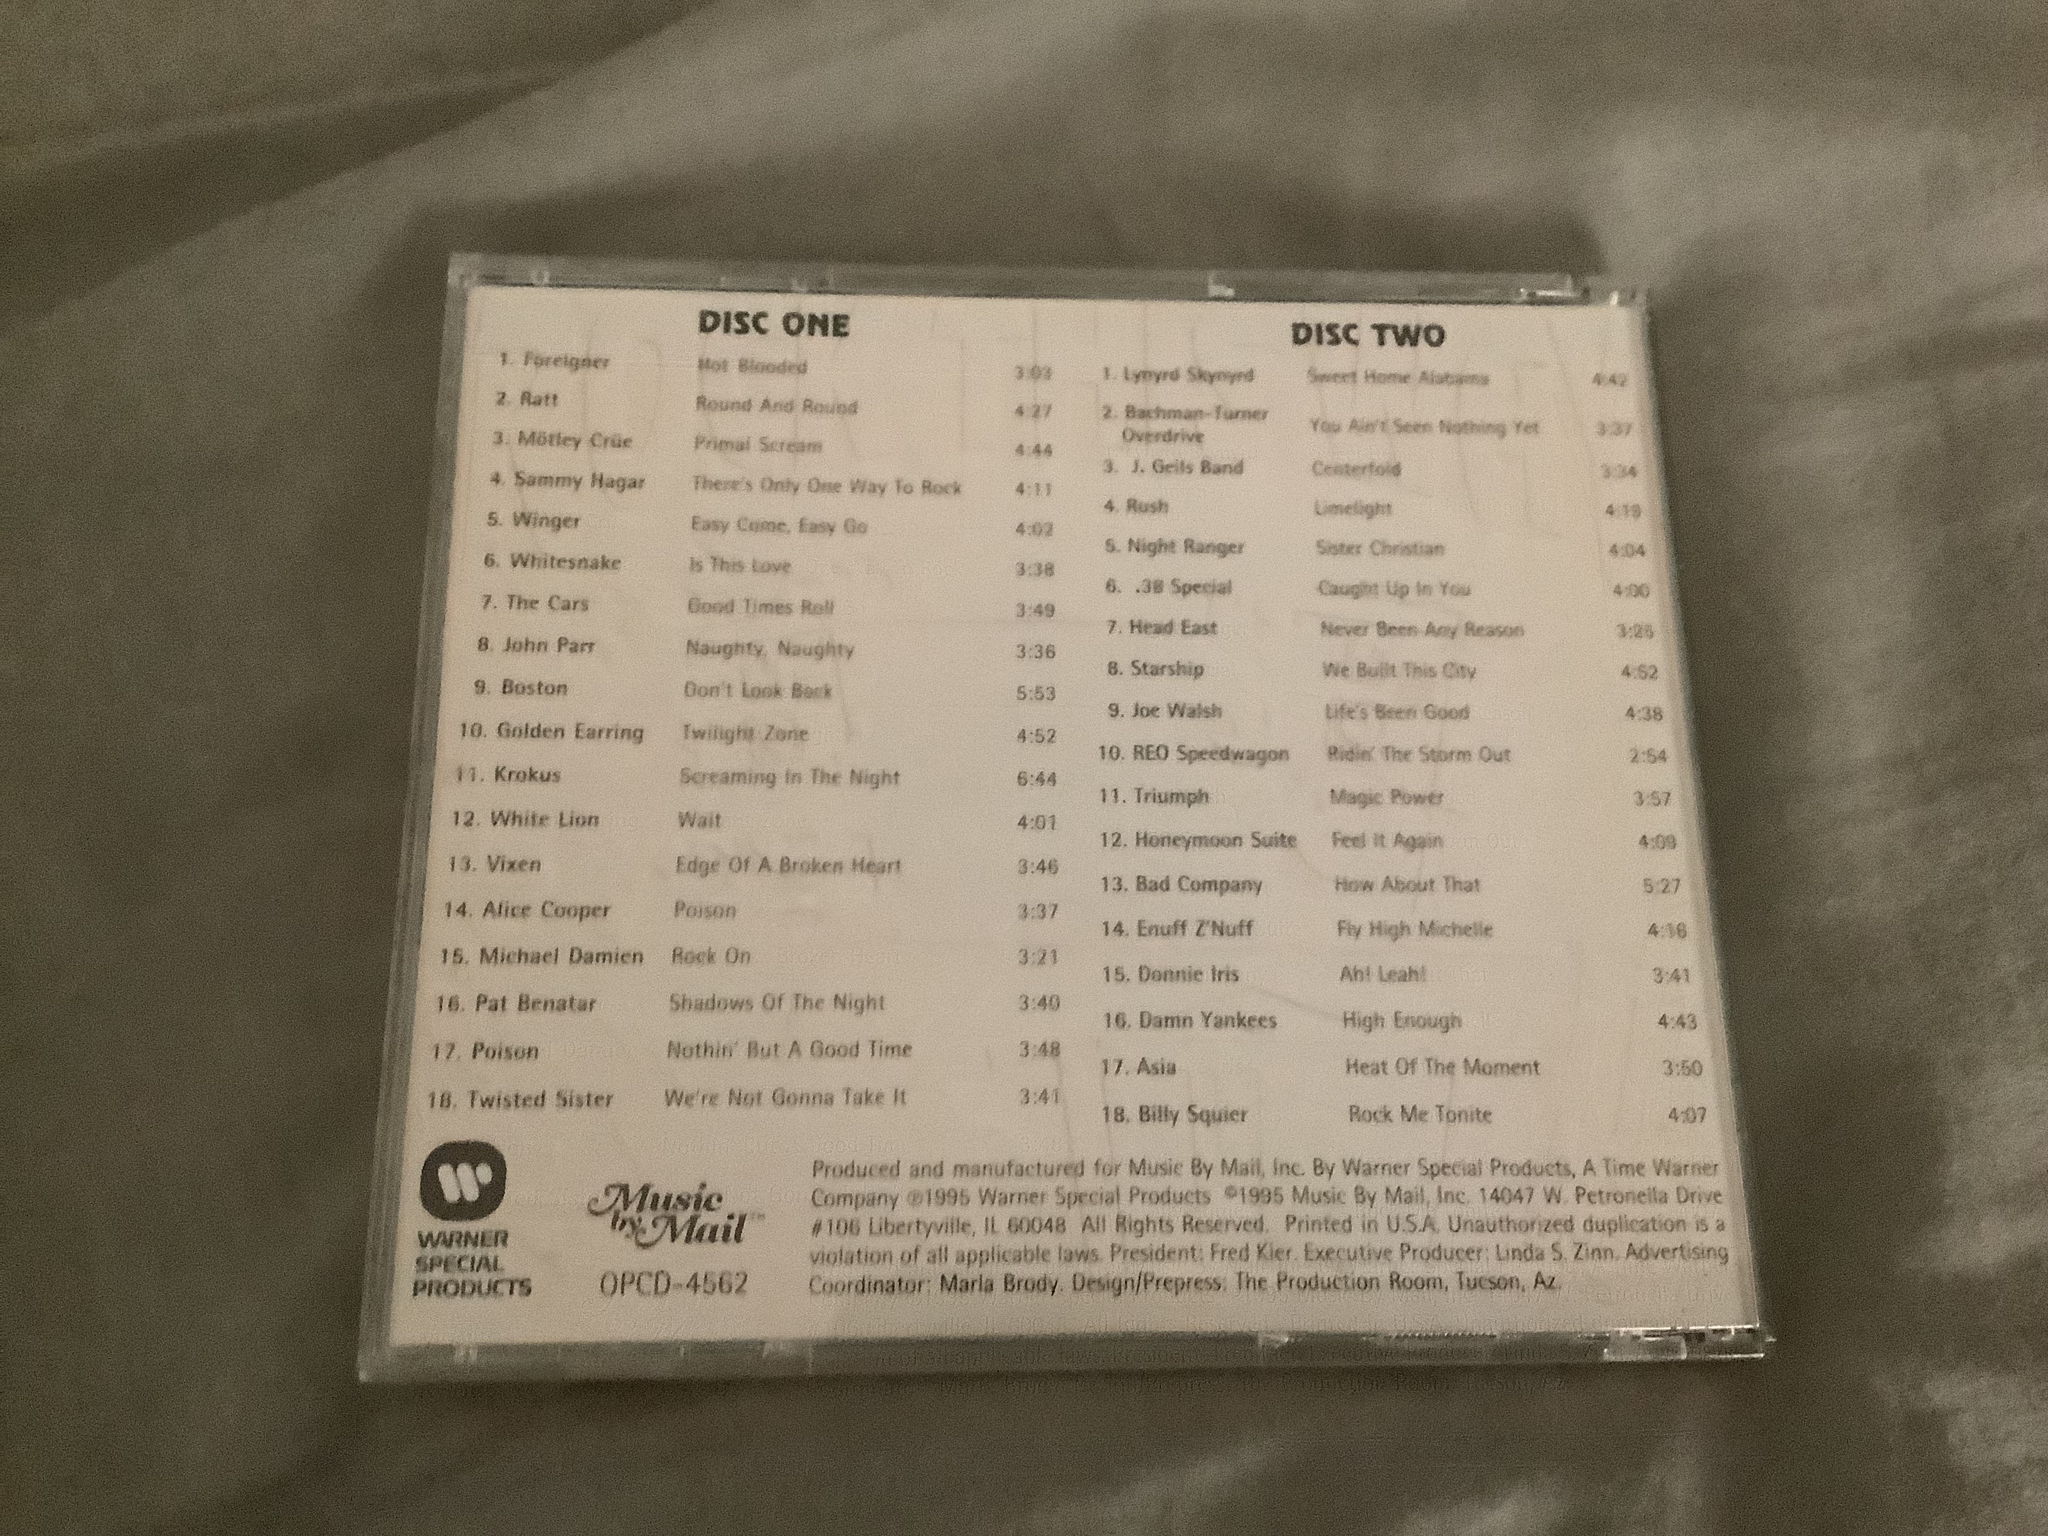 DISC ONE
1. Foreigner Hot Blooded 3:03
2. Ratt Round And Round 4:27
3. Mötley Crüe Primal Scream 4:44
4. Sammy Hagar There's Only One Way To Rock 4:11
5. Winger Easy Come, Easy Go 4:02
6. Whitesnake Is This Love 3:38
7. The Cars Good Times Roll 3:49
8. John Parr Naughty, Naughty 3:36
9. Boston Don't Look Back 5:53
10. Golden Earring Twilight Zone 4:52
11. Krokus Screaming In The Night 6:44
12. White Lion Wait 4:01
13. Vixen Edge Of A Broken Heart 3:46
14. Alice Cooper Poison 3:37
15. Michael Damien Rock On 3:21
16. Pat Benatar Shadows Of The Night 3:40
17. Poison Nothin' But A Good Time 3:48
18. Twisted Sister We're Not Gonna Take It 3:41
DISC TWO
1. Lynyrd Skynyrd Sweet Home Alabama 4:42
2. Bachman-Turner
Overdrive You Ain't Seen Nothing Yet 3:37
3. J. Geils Band Centerfold 3:34
4. Rush Limelight 4:19
5. Night Ranger Sister Christian 4:04
6. .38 Special Caught Up In You 4:00
7. Head East Never Been Any Reason
8. Starship We Built This City 4:52
9. Joe Walsh Life's Been Good 4:38
10. REO Speedwagon Ridin' The Storm Out 2:54
11. Triumph Magic Power 3:57
12. Honeymoon Suite Feel It Again 4:09
13. Bad Company How About That 5:27
14. Enuff Z'Nuff Fly High Michelle 4:16
15. Donnie Iris Ah! Leah! 3:41
16. Damn Yankees High Enough 4:43
17. Asia Heat Of The Moment 3:50
18. Billy Squier Rock Me Tonite 4:07
WARNER
SPECIAL
PRODUCTS
Music
by Mail™
OPCD-4562
Produced and manufactured for Music By Mail, Inc. By Warner Special Products, A Time Warner
Company ℗1995 Warner Special Products ©1995 Music By Mail, Inc. 14047 W. Petronella Drive
#106 Libertyville, IL 60048 All Rights Reserved. Printed in U.S.A. Unauthorized duplication is a
violation of all applicable laws. President: Fred Kier. Executive Producer: Linda S. Zinn. Advertising
Coordinator: Marla Brody. Design/Prepress: The Production Room, Tucson, Az.